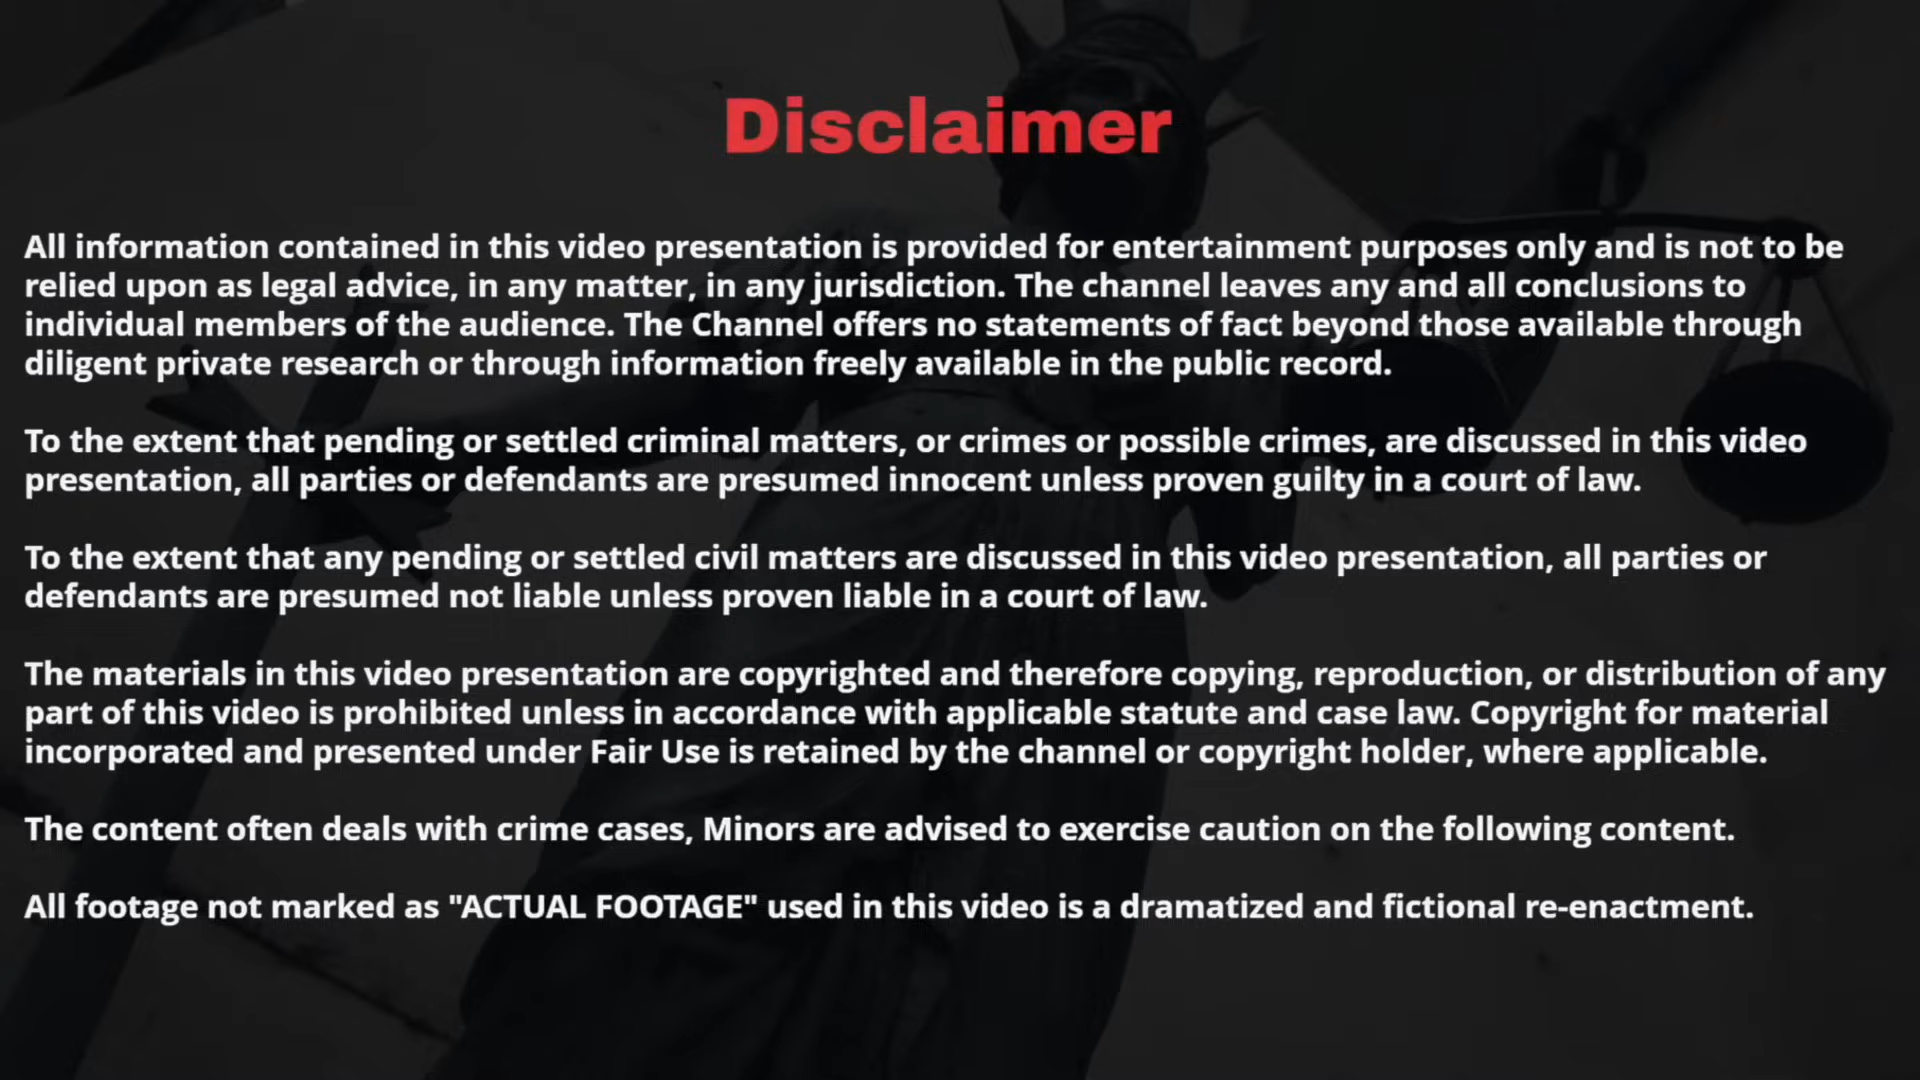 Disclaimer
All information contained in this video presentation is provided for entertainment purposes only and is not to be
relied upon as legal advice, in any matter, in any jurisdiction. The channel leaves any and all conclusions to
individual members of the audience. The Channel offers no statements of fact beyond those available through
diligent private research or through information freely available in the public record.
To the extent that pending or settled criminal matters, or crimes or possible crimes, are discussed in this video
presentation, all parties or defendants are presumed innocent unless proven guilty in a court of law.
To the extent that any pending or settled civil matters are discussed in this video presentation, all parties or
defendants are presumed not liable unless proven liable in a court of law.
The materials in this video presentation are copyrighted and therefore copying, reproduction, or distribution of any
part of this video is prohibited unless in accordance with applicable statute and case law. Copyright for material
incorporated and presented under Fair Use is retained by the channel or copyright holder, where applicable.
The content often deals with crime cases, Minors are advised to exercise caution on the following content.
All footage not marked as "ACTUAL FOOTAGE" used in this video is a dramatized and fictional re-enactment.